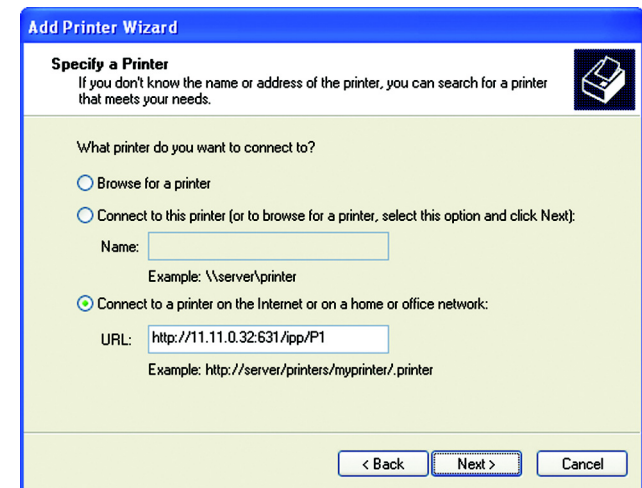 Add Printer Wizard
Specify a Printer
If you don't know the name or address of the printer, you can search for a printer
that meets your needs.
What printer do you want to connect to?
Browse for a printer
Connect to this printer (or to browse for a printer, select this option and click Next):
Name:
Example: \\server\printer
Connect to a printer on the Internet or on a home or office network:
URL: http://11.11.0.32:631/ipp/P1
Example: http://server/printers/myprinter/.printer
< Back Next > Cancel